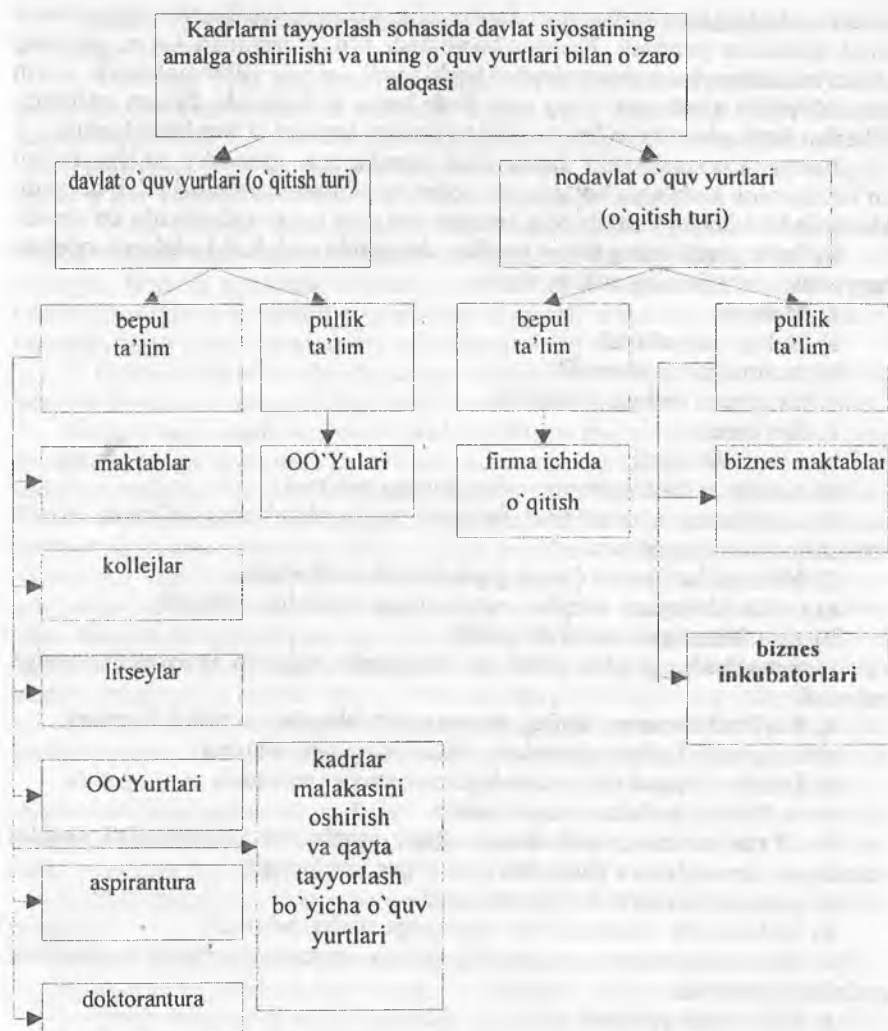 Kadrlarni tayyorlash sohasida davlat siyosatining
amalga oshirilishi va uning o`quv yurtlari bilan o`zaro
aloqasi
davlat o`quv yurtlari (o`qitish turi)
nodavlat o`quv yurtlari
(o`qitish turi)
bepul
ta’lim
pullik
ta’lim
bepul
ta’lim
pullik
ta’lim
maktablar
OO`Yulari
firma ichida
o`qitish
biznes maktablar
kollejlar
litseylar
biznes
inkubatorlari
OO‘Yurtlari
kadrlar
malakasini
oshirish
va qayta
tayyorlash
bo`yicha o`quv
yurtlari
aspirantura
doktorantura